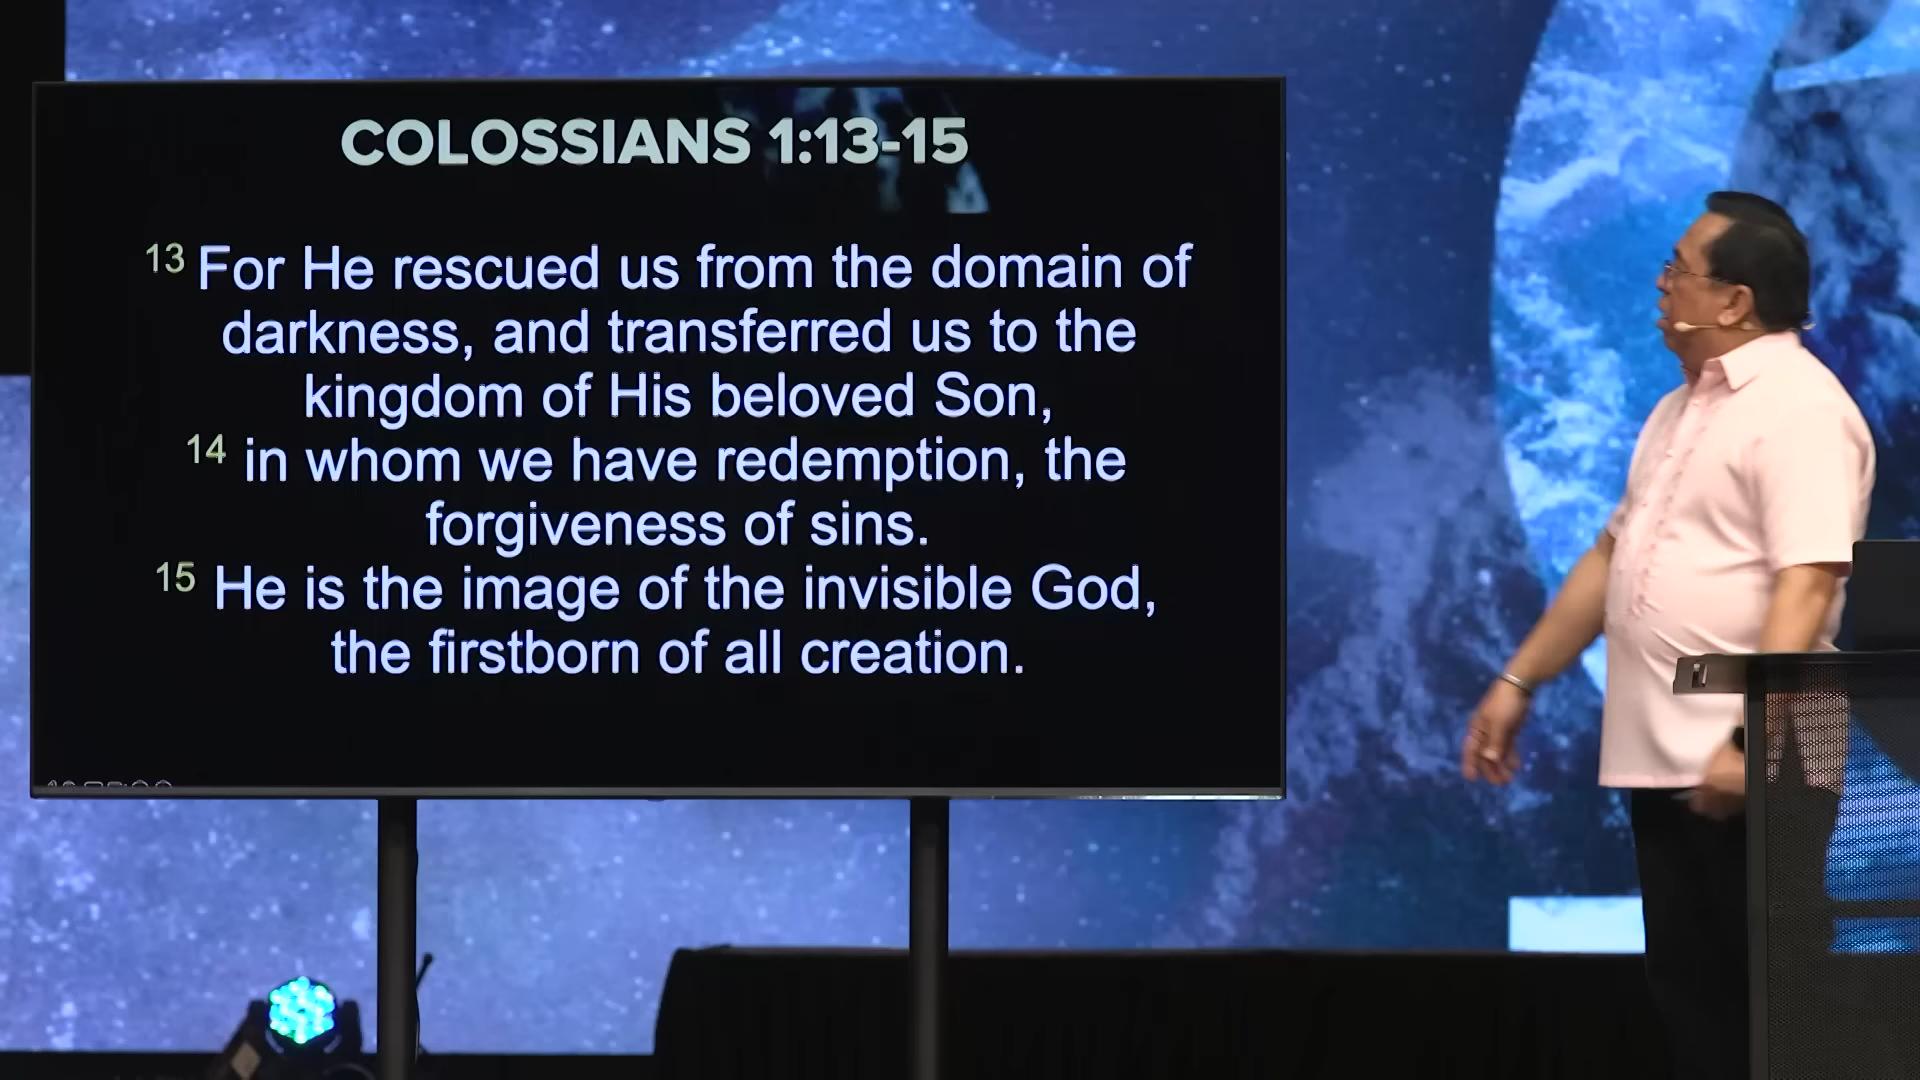 COLOSSIANS 1:13-15
13 For He rescued us from the domain of
darkness, and transferred us to the
kingdom of His beloved Son,
14 in whom we have redemption, the
forgiveness of sins.
15 He is the image of the invisible God,
the firstborn of all creation.